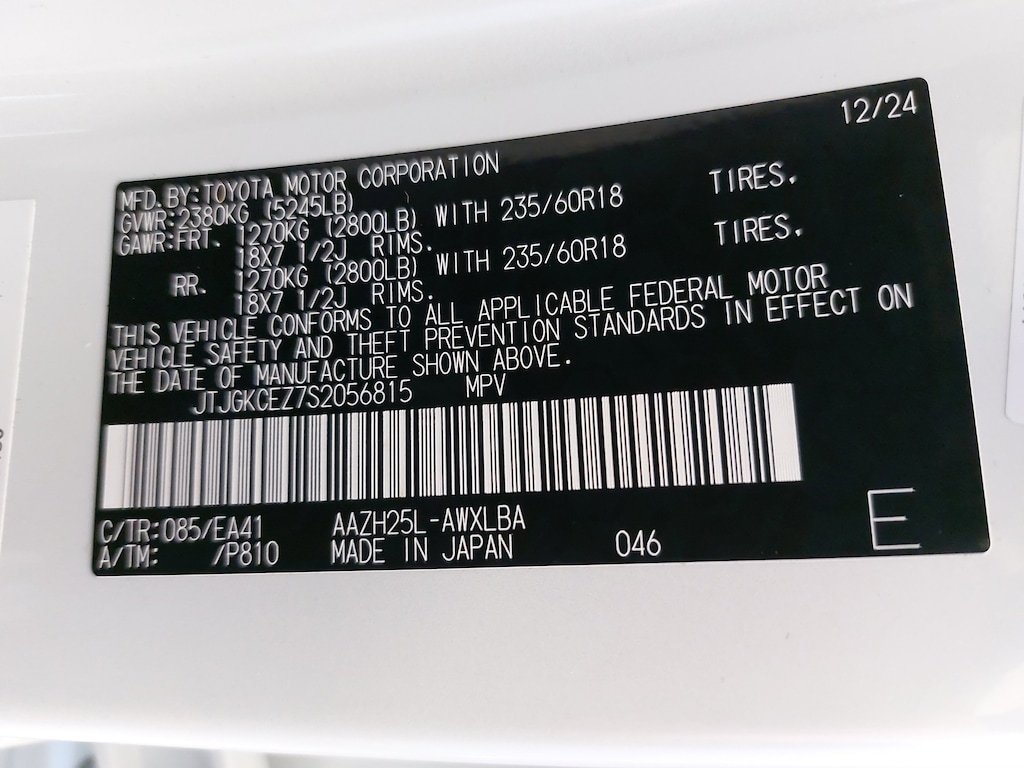 12/24
MFD. BY: TOYOTA MOTOR CORPORATION
GVWR: 2380KG (5245LB)
GAWR: FRT. 1270KG (2800LB) WITH 235/60R18 TIRES.
18X7 1/2J RIMS.
RR. 1270KG (2800LB) WITH 235/60R18 TIRES.
18X7 1/2J RIMS.
THIS VEHICLE CONFORMS TO ALL APPLICABLE FEDERAL MOTOR
VEHICLE SAFETY AND THEFT PREVENTION STANDARDS IN EFFECT ON
THE DATE OF MANUFACTURE SHOWN ABOVE.
JTJGKCEZ7S2056815 MPV
C/TR: 085/EA41 AAZH25L-AWXLBA
A/TM: /P810 MADE IN JAPAN 046 E